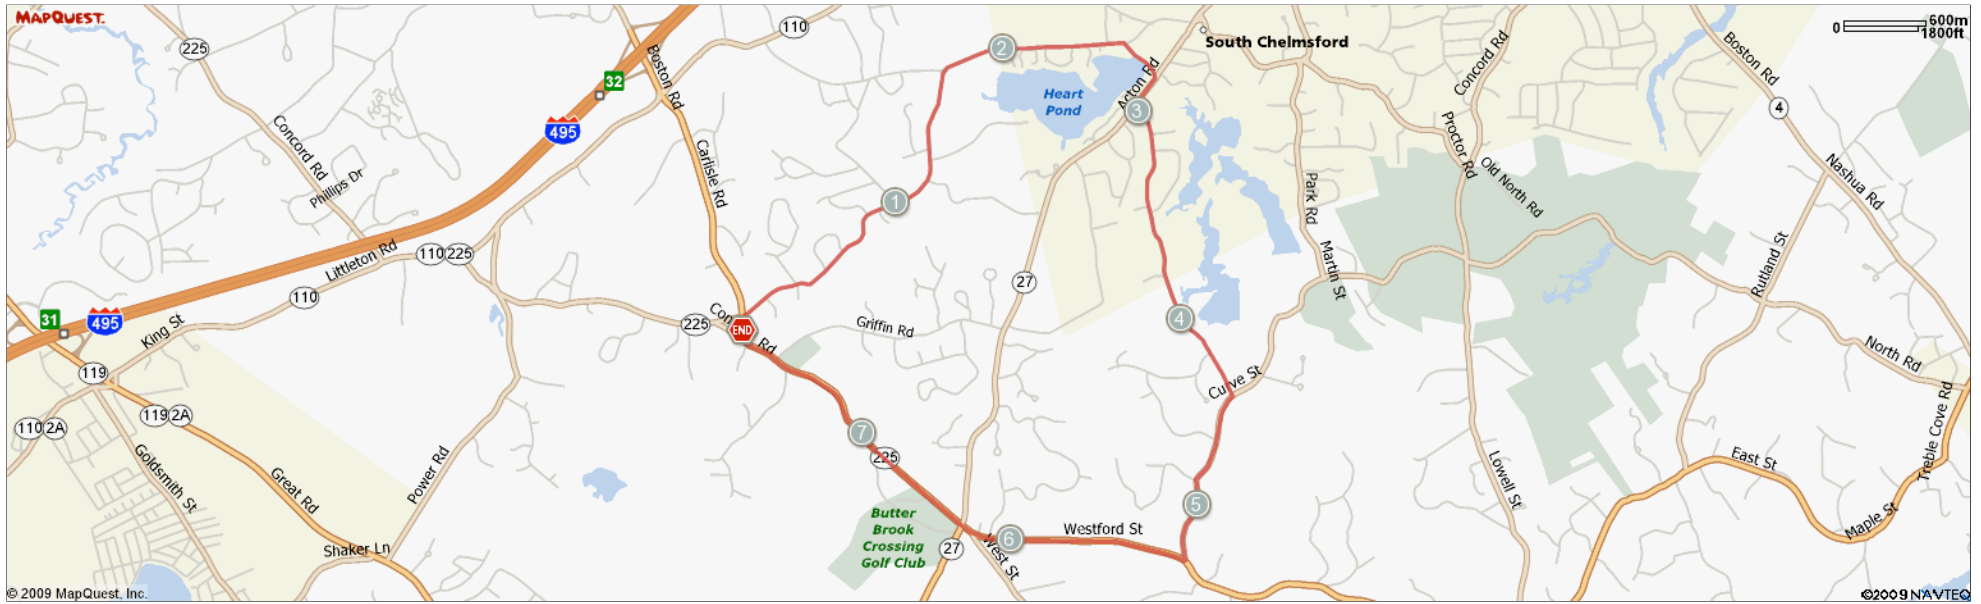 MAPQUEST.
110
225
600m
0
1800ft
South Chelmsford
Boston Rd
32
2
Concord Rd
Boston Rd
Acton Rd
Heart
Pond
3
4
495
Concord Rd
Proctor Rd
Carlisle Rd
Phillips Dr
Old North Rd
Nashua Rd
1
Park Rd
Littleton Rd
110 225
Martin St
Rutland St
27
110
31
495
King St
225
END
Rd
Griffin Rd
4
North Rd
119
Curve St
119 2A
110 2A
Treble Cove Rd
7
225
Goldsmith St
Great Rd
Power Rd
Lowell St
East St
5
Butter
Brook
Crossing
Golf Club
Westford St
Maple St
6
27
West St
Shaker Ln
© 2009 MapQuest, Inc.
©2009 NAVTEQ